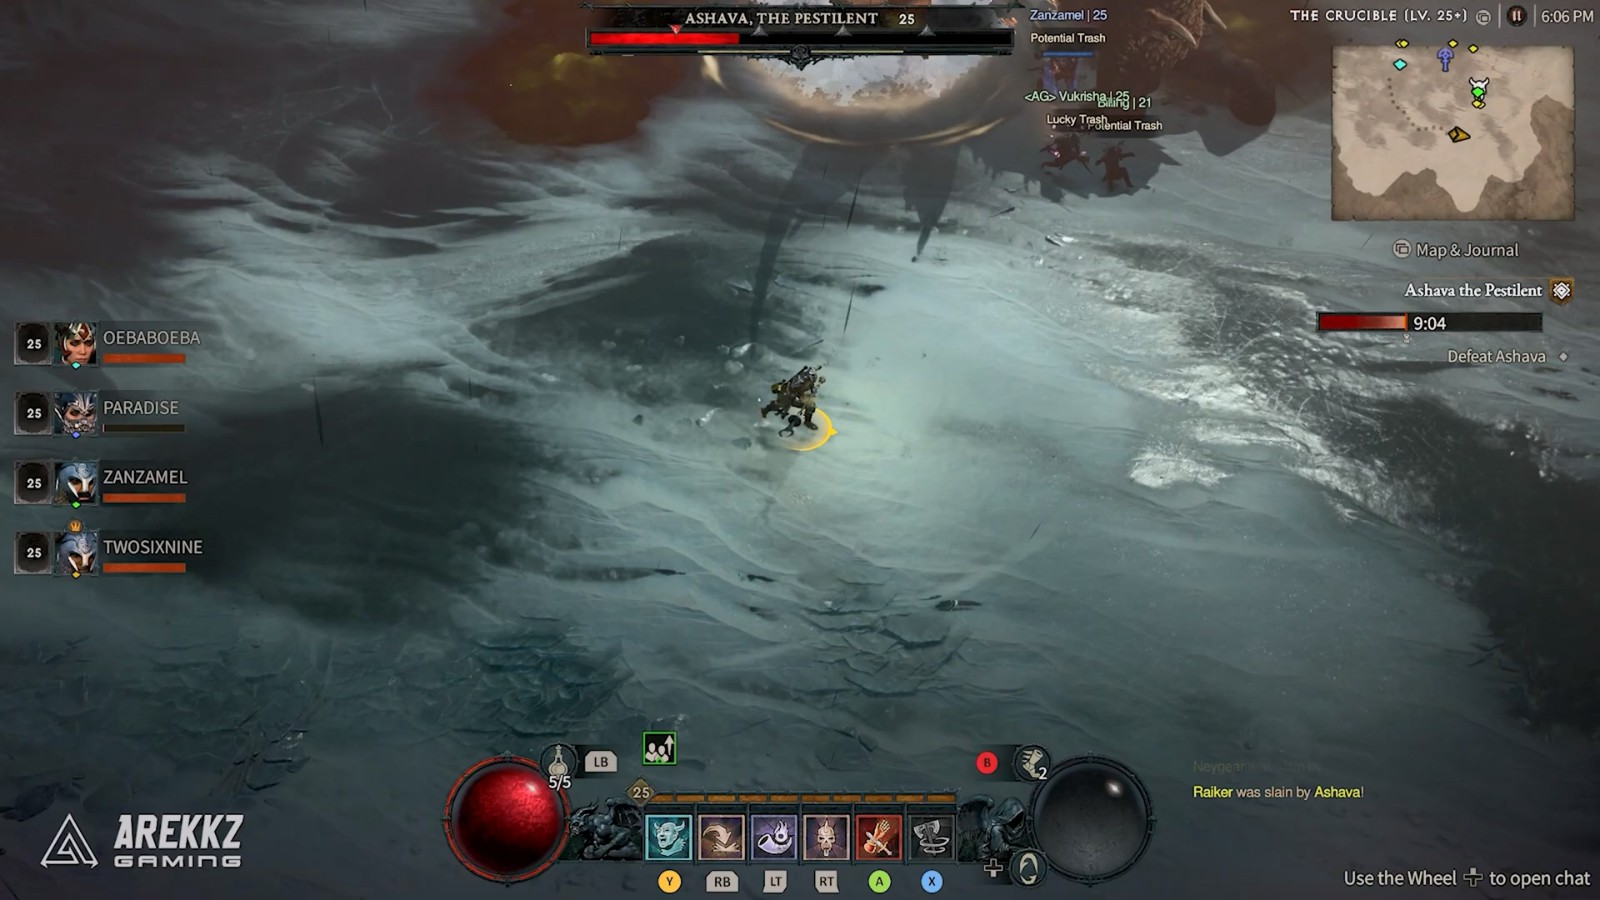 ASHAVA, THE PESTILENT 25
Zanzamel | 25
Potential Trash
<AG> Vukrisha | 25
| 21
Lucky Trash
Potential Trash
THE CRUCIBLE (LV. 25+) 6:06 PM
Map & Journal
Ashava the Pestilent
9:04
Defeat Ashava
25 OEBABOEBA
25 PARADISE
25 ZANZAMEL
25 TWOSIXNINE
5/5 LB
B 2
25
Y RB LT RT A X
Raiker was slain by Ashava!
Use the Wheel to open chat
AREKKZ
GAMING